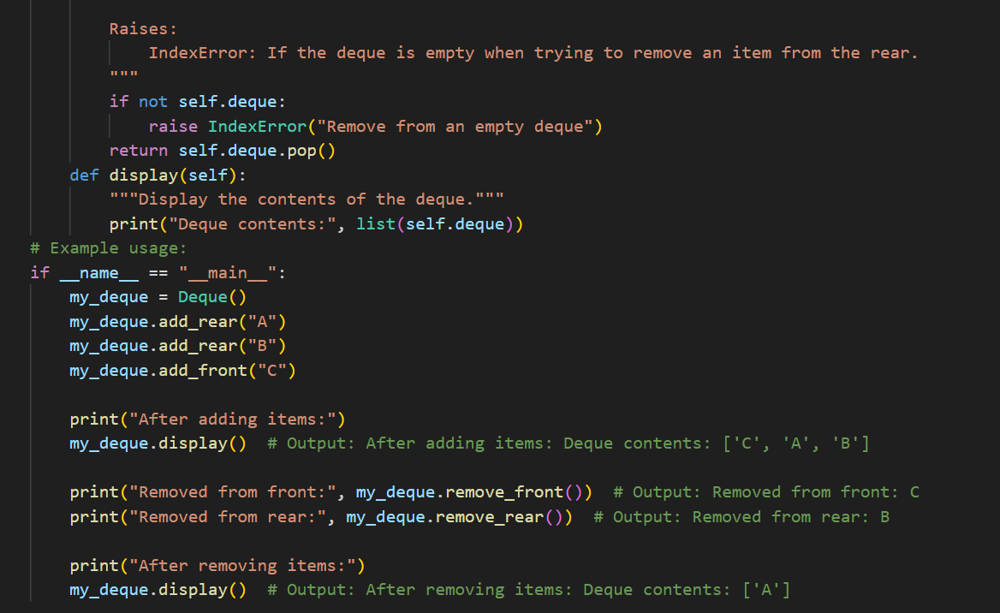 Raises:
IndexError: If the deque is empty when trying to remove an item from the rear.
"""
if not self.deque:
raise IndexError("Remove from an empty deque")
return self.deque.pop()
def display(self):
"""Display the contents of the deque."""
print("Deque contents:", list(self.deque))
# Example usage:
if __name__ == "__main__":
my_deque = Deque()
my_deque.add_rear("A")
my_deque.add_rear("B")
my_deque.add_front("C")
print("After adding items:")
my_deque.display()  # Output: After adding items: Deque contents: ['C', 'A', 'B']
print("Removed from front:", my_deque.remove_front())  # Output: Removed from front: C
print("Removed from rear:", my_deque.remove_rear())  # Output: Removed from rear: B
print("After removing items:")
my_deque.display()  # Output: After removing items: Deque contents: ['A']